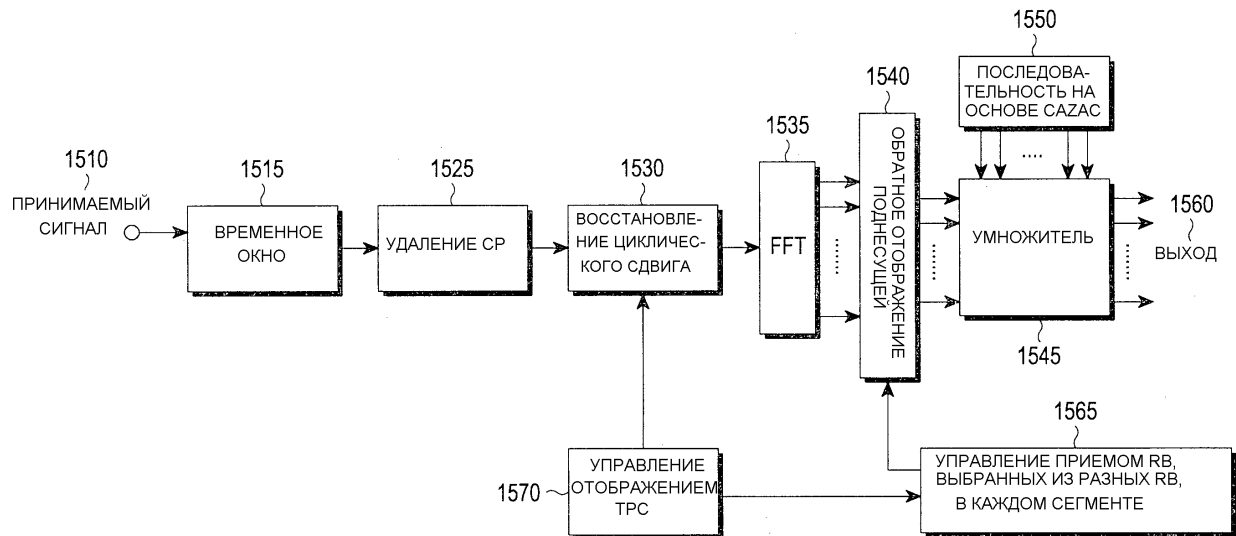 1510
ПРИНИМАЕМЫЙ
СИГНАЛ
1515
ВРЕМЕННОЕ
ОКНО
1525
УДАЛЕНИЕ CP
1530
ВОССТАНОВЛЕ-
НИЕ ЦИКЛИЧЕС-
КОГО СДВИГА
1535
FFT
1540
ОБРАТНОЕ ОТОБРАЖЕНИЕ
ПОДНЕСУЩЕЙ
1550
ПОСЛЕДОВА-
ТЕЛЬНОСТЬ НА
ОСНОВЕ CAZAC
УМНОЖИТЕЛЬ
1545
1560
ВЫХОД
1570
УПРАВЛЕНИЕ
ОТОБРАЖЕНИЕМ
TPC
1565
УПРАВЛЕНИЕ ПРИЕМОМ RB,
ВЫБРАННЫХ ИЗ РАЗНЫХ RB,
В КАЖДОМ СЕГМЕНТЕ